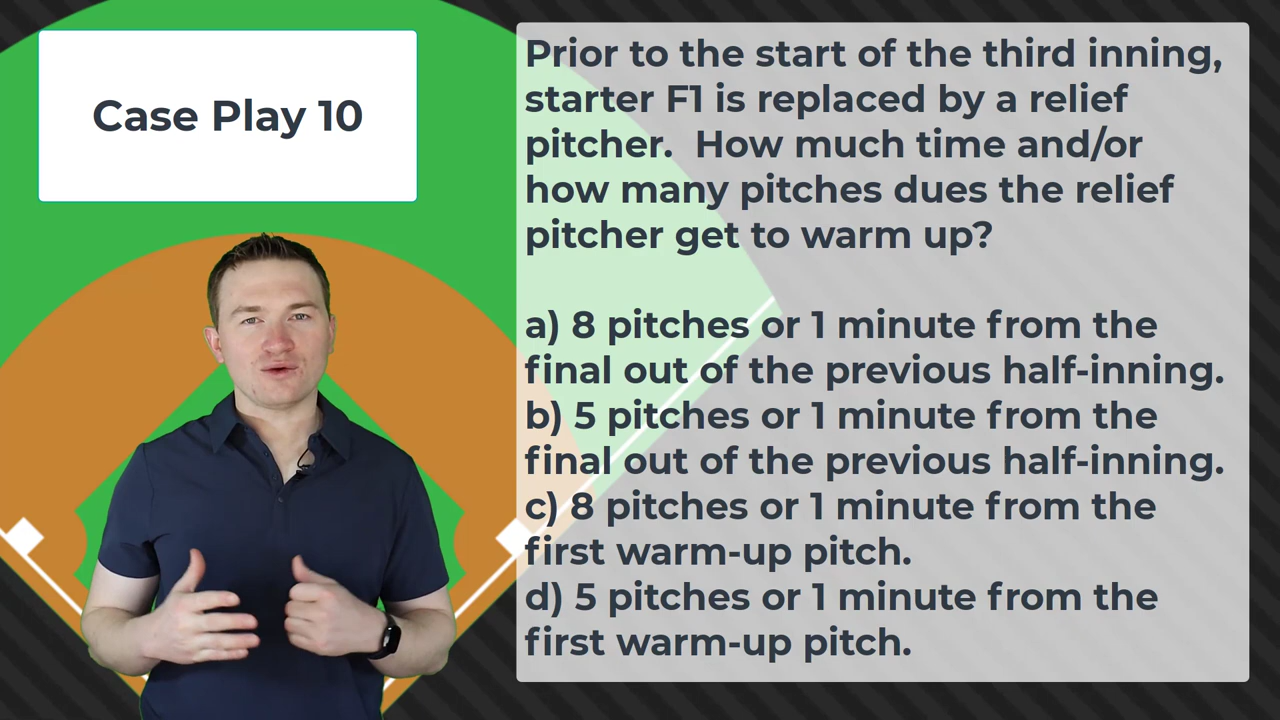 Case Play 10
Prior to the start of the third inning,
starter F1 is replaced by a relief
pitcher.  How much time and/or
how many pitches dues the relief
pitcher get to warm up?
a) 8 pitches or 1 minute from the
final out of the previous half-inning.
b) 5 pitches or 1 minute from the
final out of the previous half-inning.
c) 8 pitches or 1 minute from the
first warm-up pitch.
d) 5 pitches or 1 minute from the
first warm-up pitch.